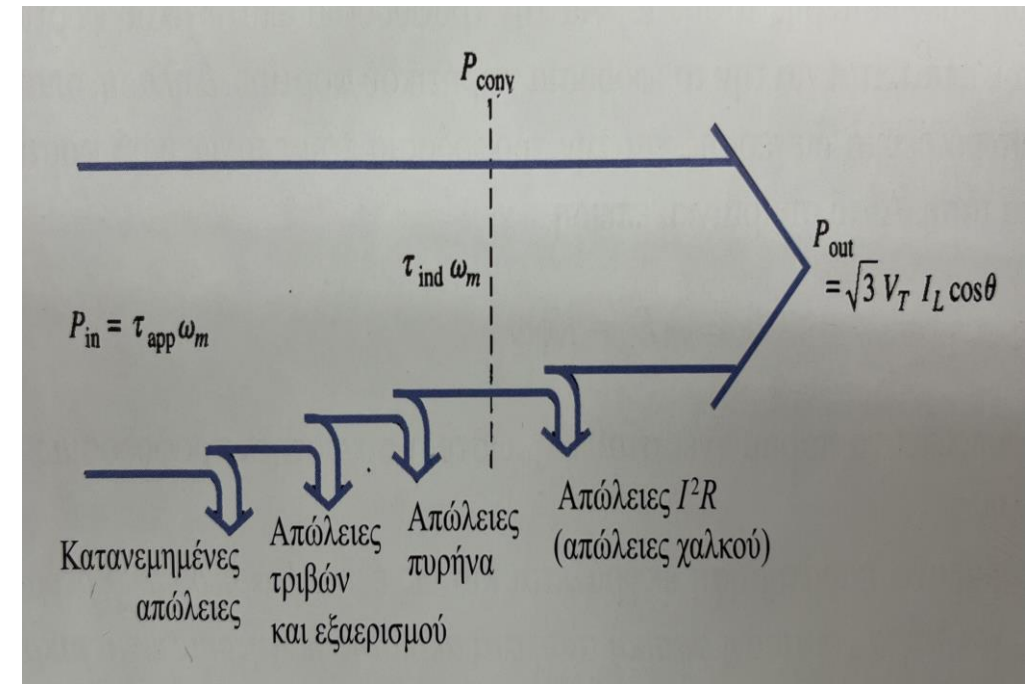 P_conv
τ_ind ω_m
P_out
= √3 V_T I_L cosθ
P_in = τ_app ω_m
Κατανεμημένες
απώλειες
Απώλειες
τριβών
και εξαερισμού
Απώλειες
πυρήνα
Απώλειες I²R
(απώλειες χαλκού)